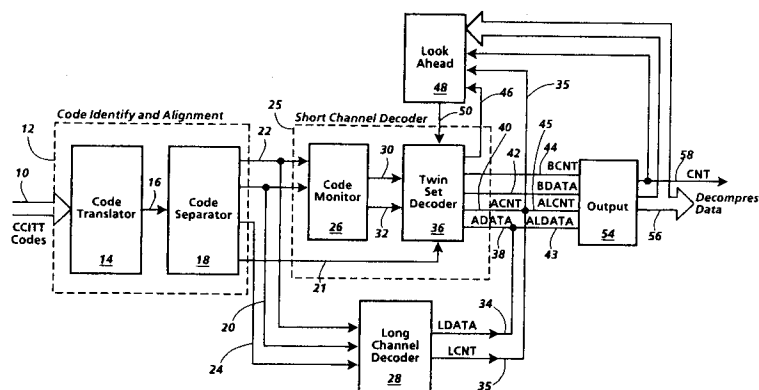 Look
Ahead
48
35
46
50
Code Identify and Alignment
25
Short Channel Decoder
12
22
40
45
44
58
10
30
42
BCNT
CNT
16
BDATA
Code
Translator
14
Code
Separator
18
Code
Monitor
26
Twin
Set
Decoder
36
ACNT
ALCNT
Output
54
Decompres
Data
CCITT
Codes
32
ADATA
ALDATA
56
38
43
21
20
34
24
Long
Channel
Decoder
28
LDATA
LCNT
35